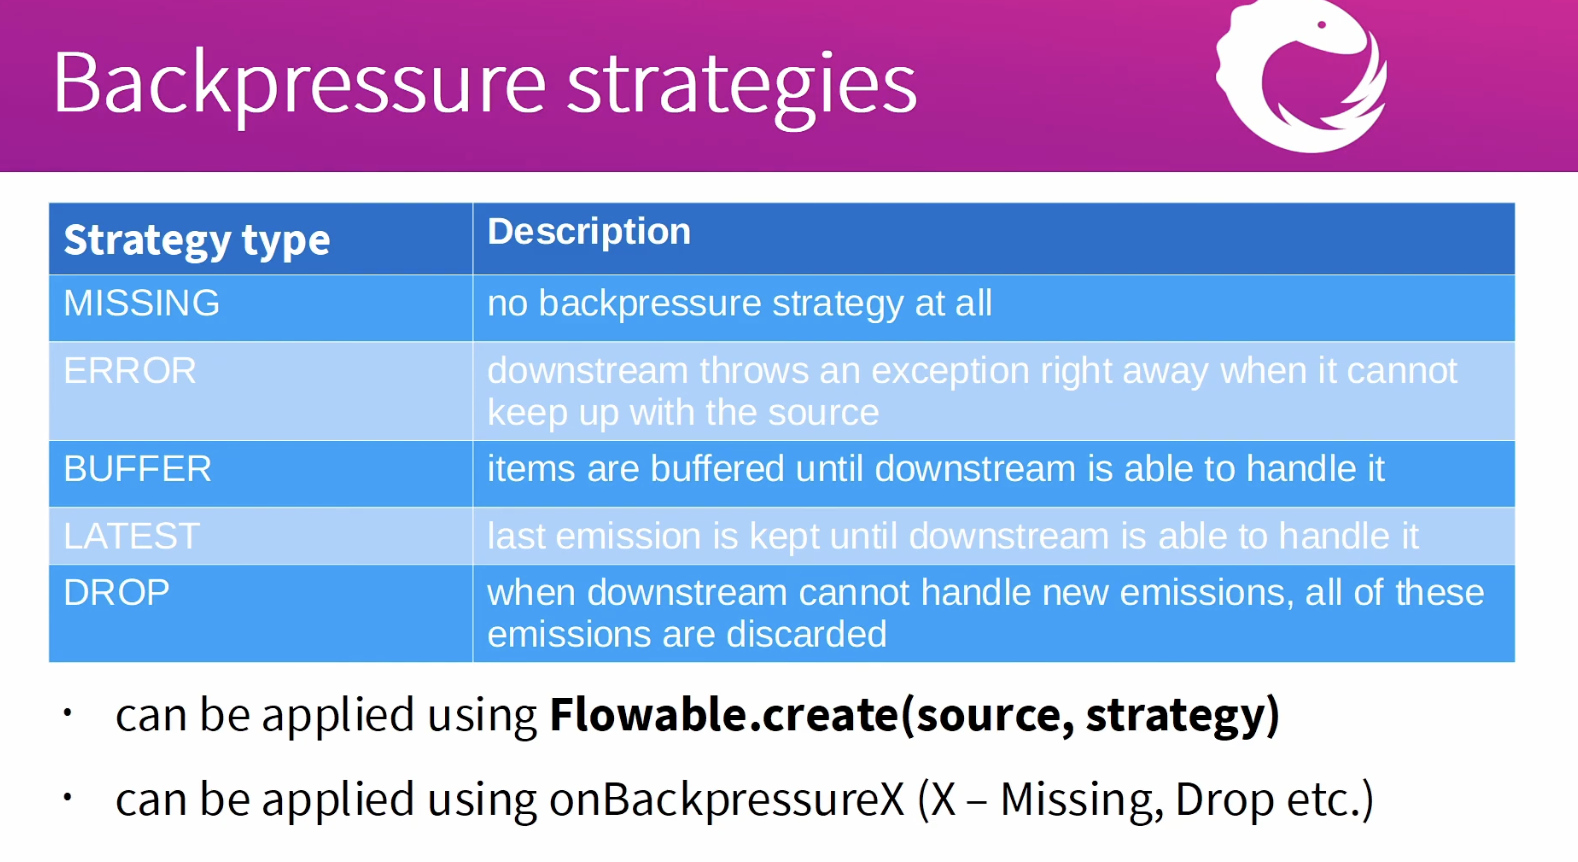 Backpressure strategies
Strategy type
Description
MISSING
no backpressure strategy at all
ERROR
downstream throws an exception right away when it cannot
keep up with the source
BUFFER
items are buffered until downstream is able to handle it
LATEST
last emission is kept until downstream is able to handle it
DROP
when downstream cannot handle new emissions, all of these
emissions are discarded
· can be applied using Flowable.create(source, strategy)
· can be applied using onBackpressureX (X – Missing, Drop etc.)